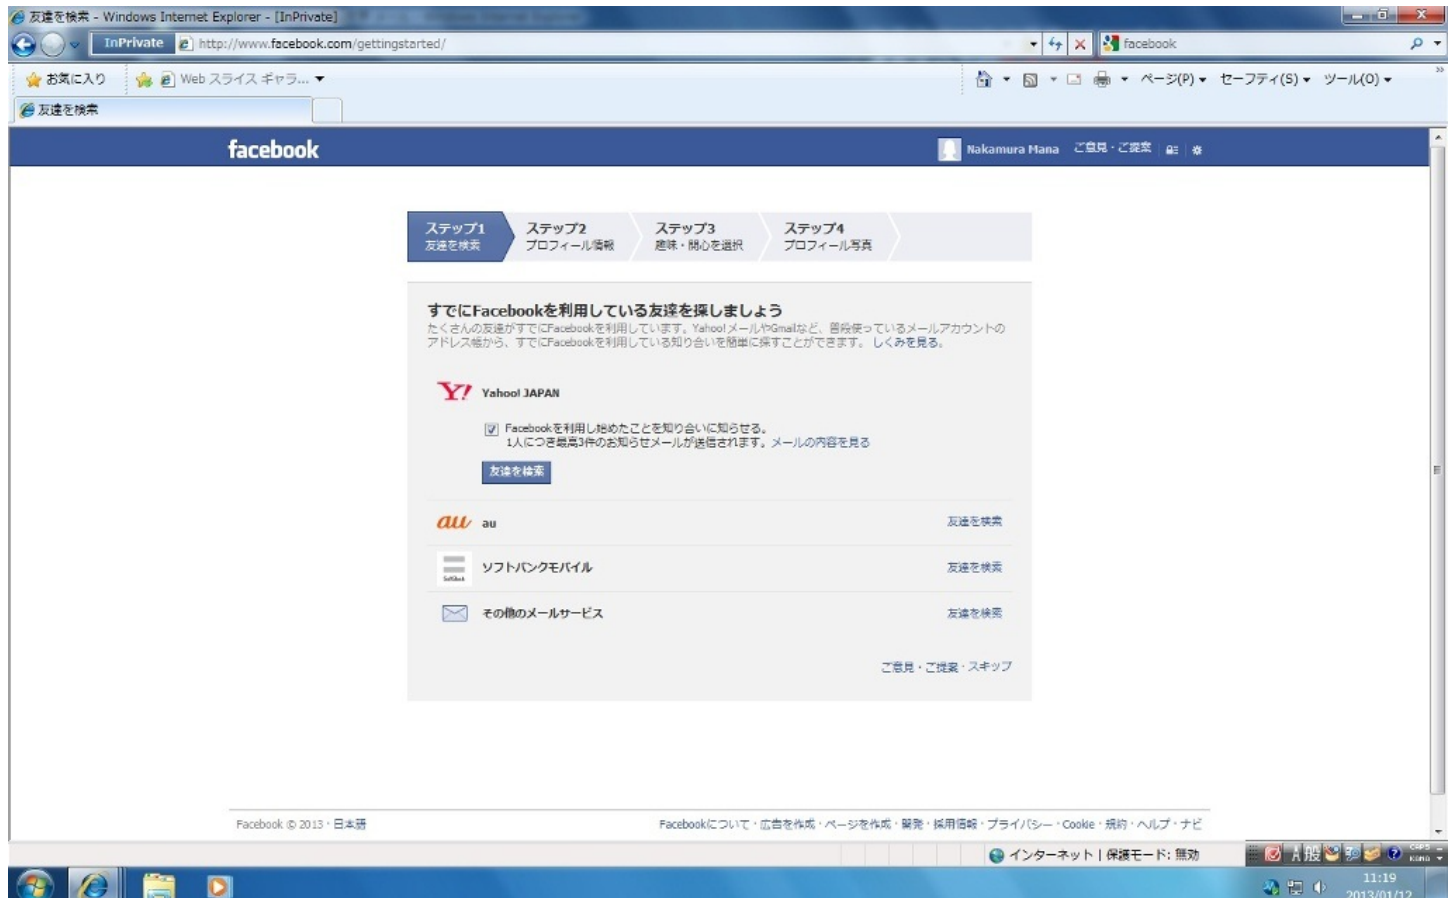 友達を検索 - Windows Internet Explorer - [InPrivate]
InPrivate http://www.facebook.com/gettingstarted/
facebook
お気に入り Web スライス ギャラ...
ページ(P) セーフティ(S) ツール(O)
友達を検索
facebook
Nakamura Mana ご意見・ご提案
ステップ1
友達を検索
ステップ2
プロフィール情報
ステップ3
趣味・関心を選択
ステップ4
プロフィール写真
すでにFacebookを利用している友達を探しましょう
たくさんの友達がすでにFacebookを利用しています。Yahoo!メールやGmailなど、普段使っているメールアカウントの
アドレス帳から、すでにFacebookを利用している知り合いを簡単に探すことができます。 しくみを見る。
Y! Yahoo! JAPAN
Facebookを利用し始めたことを知り合いに知らせる。
1人につき最高3件のお知らせメールが送信されます。メールの内容を見る
友達を検索
au au 友達を検索
SoftBank ソフトバンクモバイル 友達を検索
その他のメールサービス 友達を検索
ご意見・ご提案・スキップ
Facebook © 2013・日本語
Facebookについて・広告を作成・ページを作成・開発・採用情報・プライバシー・Cookie・規約・ヘルプ・ナビ
インターネット | 保護モード: 無効
A 般 CAPS
KANA
11:19
2013/01/12